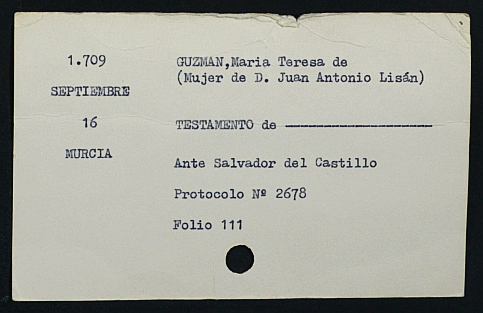 1.709
SEPTIEMBRE
16
MURCIA
GUZMAN,Maria Teresa de
(Mujer de D. Juan Antonio Lisán)
TESTAMENTO de ————————————
Ante Salvador del Castillo
Protocolo Nº 2678
Folio 111